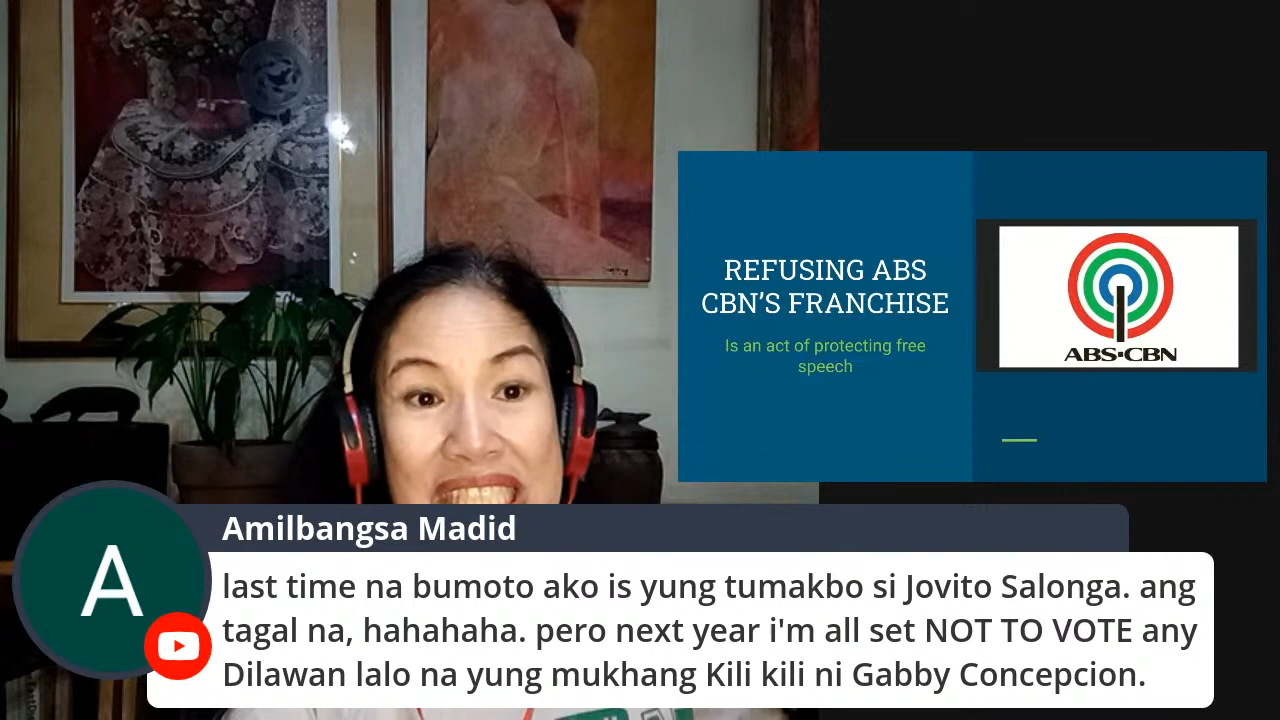 REFUSING ABS
CBN'S FRANCHISE
Is an act of protecting free
speech
ABS-CBN
A
Amilbangsa Madid
last time na bumoto ako is yung tumakbo si Jovito Salonga. ang
tagal na, hahahaha. pero next year i'm all set NOT TO VOTE any
Dilawan lalo na yung mukhang Kili kili ni Gabby Concepcion.